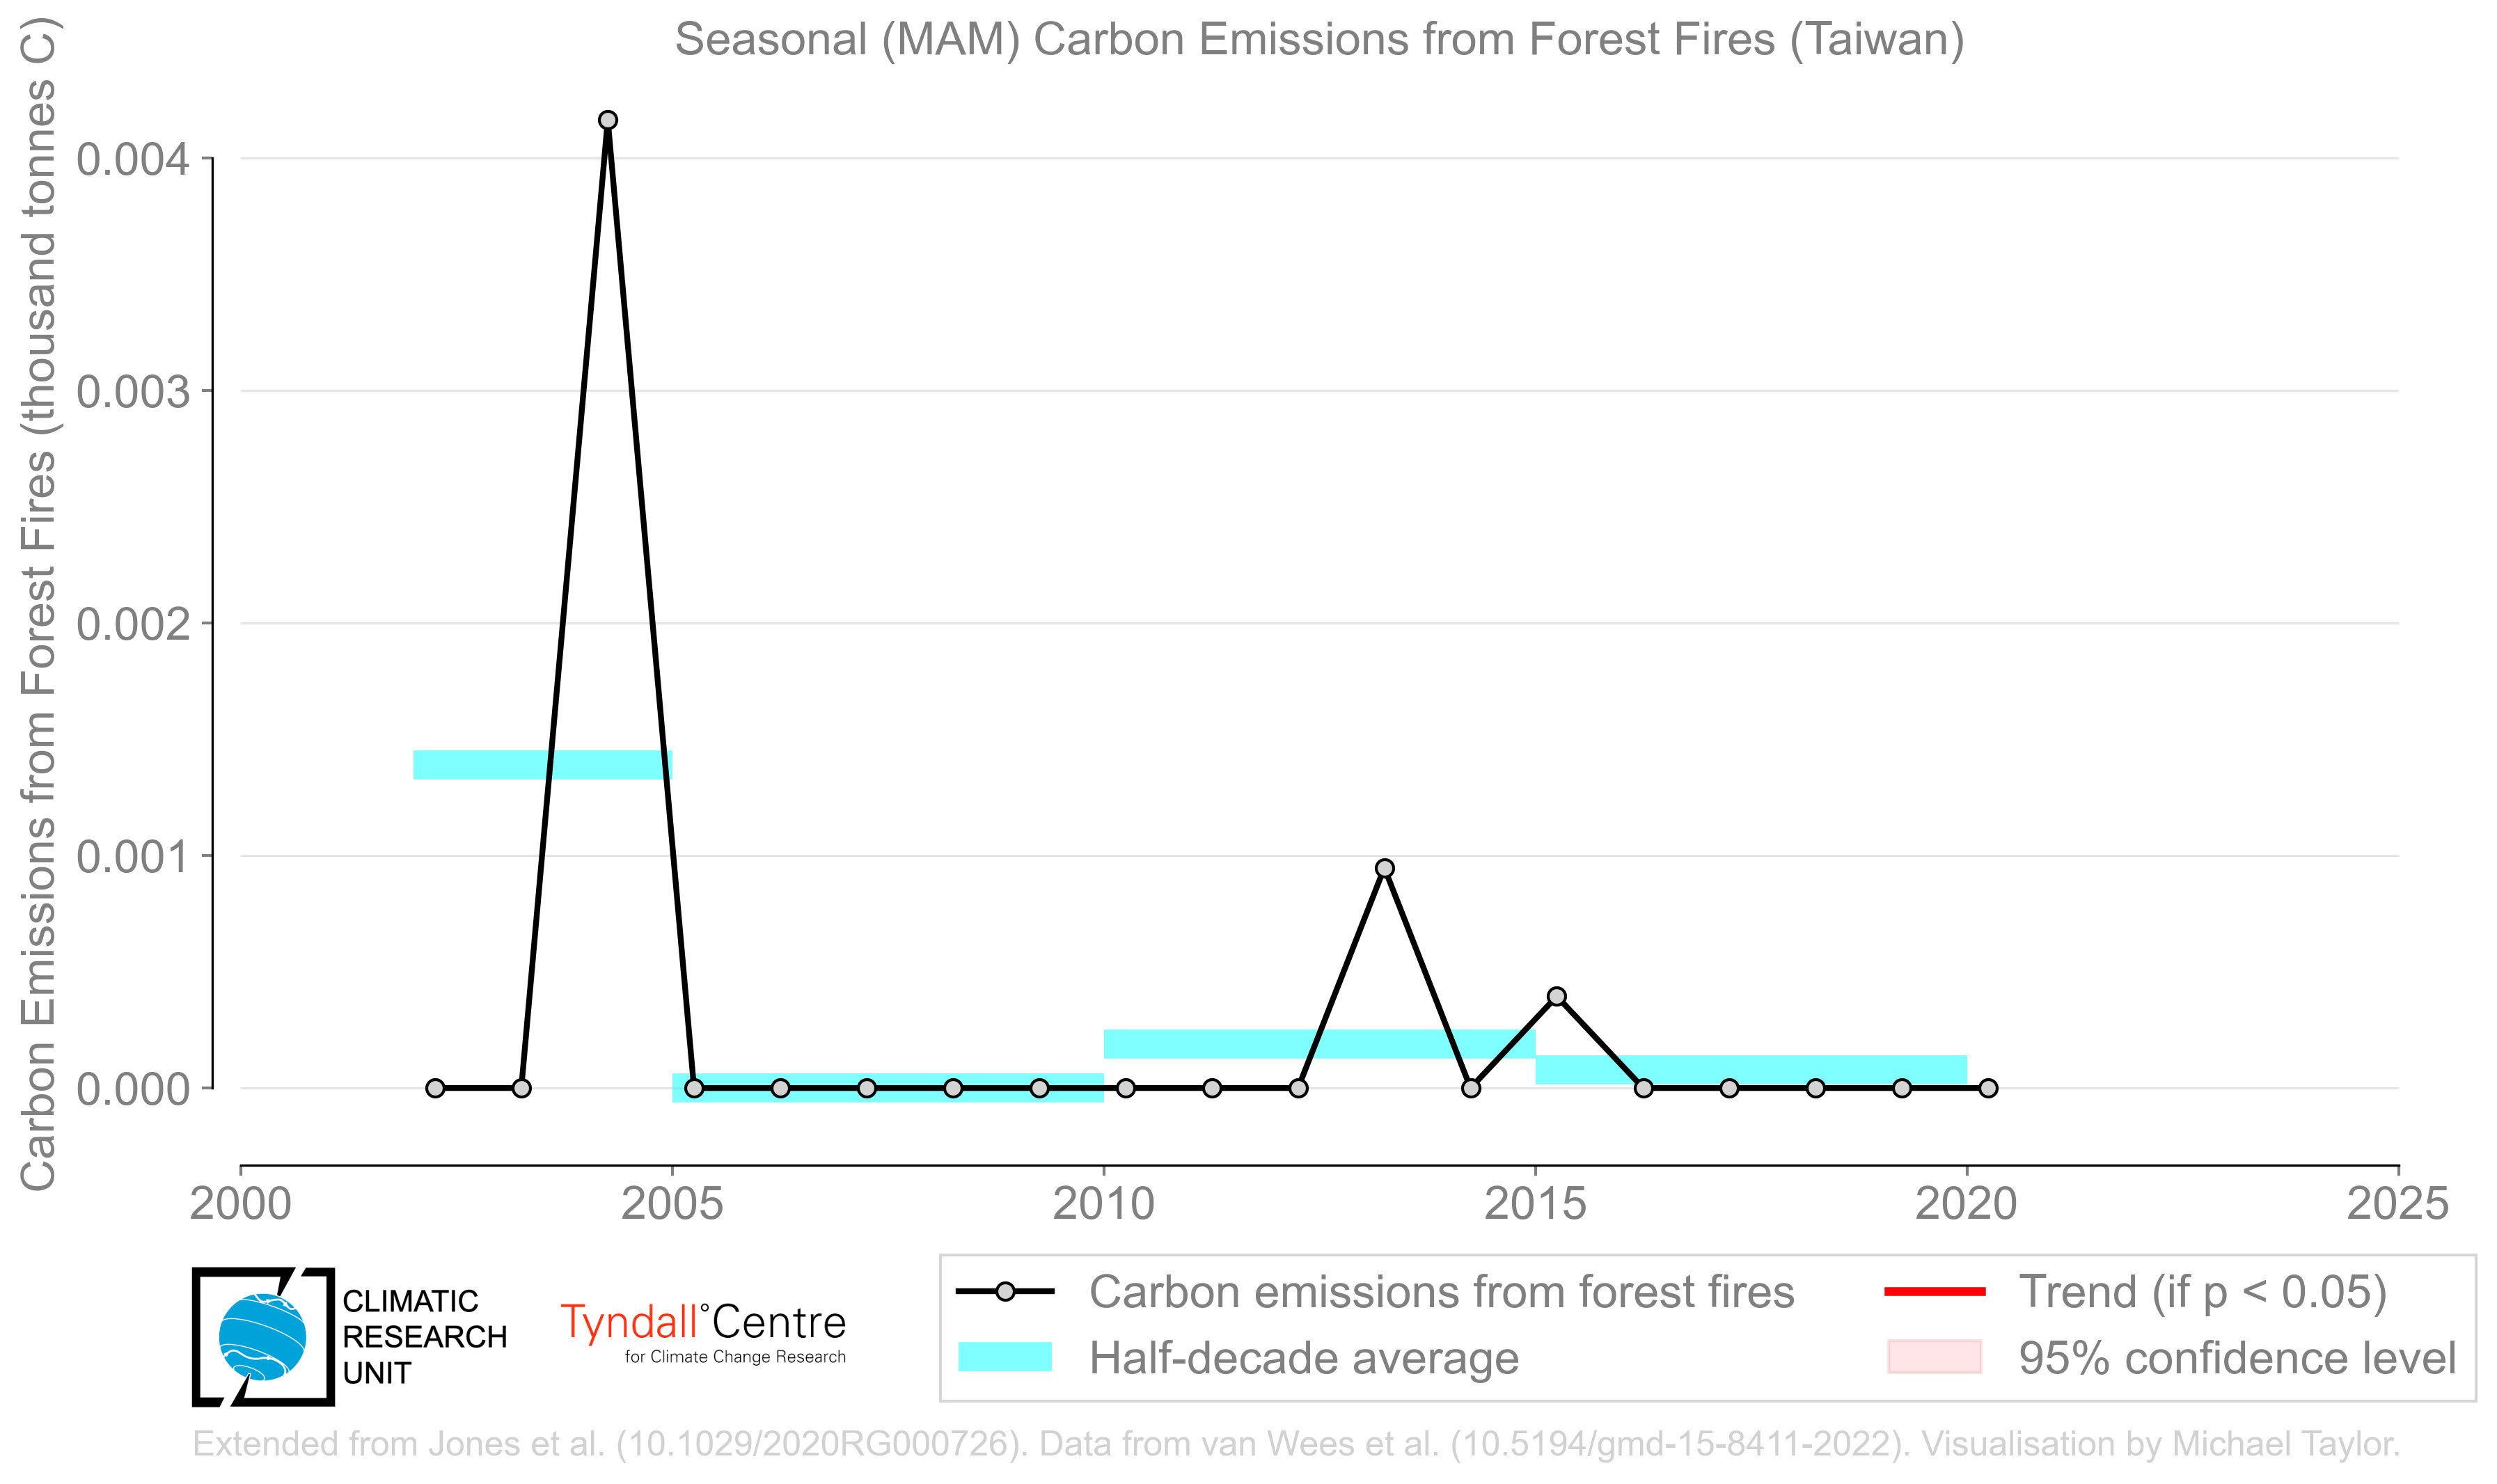 Seasonal (MAM) Carbon Emissions from Forest Fires (Taiwan)
Carbon Emissions from Forest Fires (thousand tonnes C)
0.004
0.003
0.002
0.001
0.000
2000
2005
2010
2015
2020
2025
CLIMATIC
RESEARCH
UNIT
Tyndall°Centre
for Climate Change Research
Carbon emissions from forest fires
Half-decade average
Trend (if p < 0.05)
95% confidence level
Extended from Jones et al. (10.1029/2020RG000726). Data from van Wees et al. (10.5194/gmd-15-8411-2022). Visualisation by Michael Taylor.